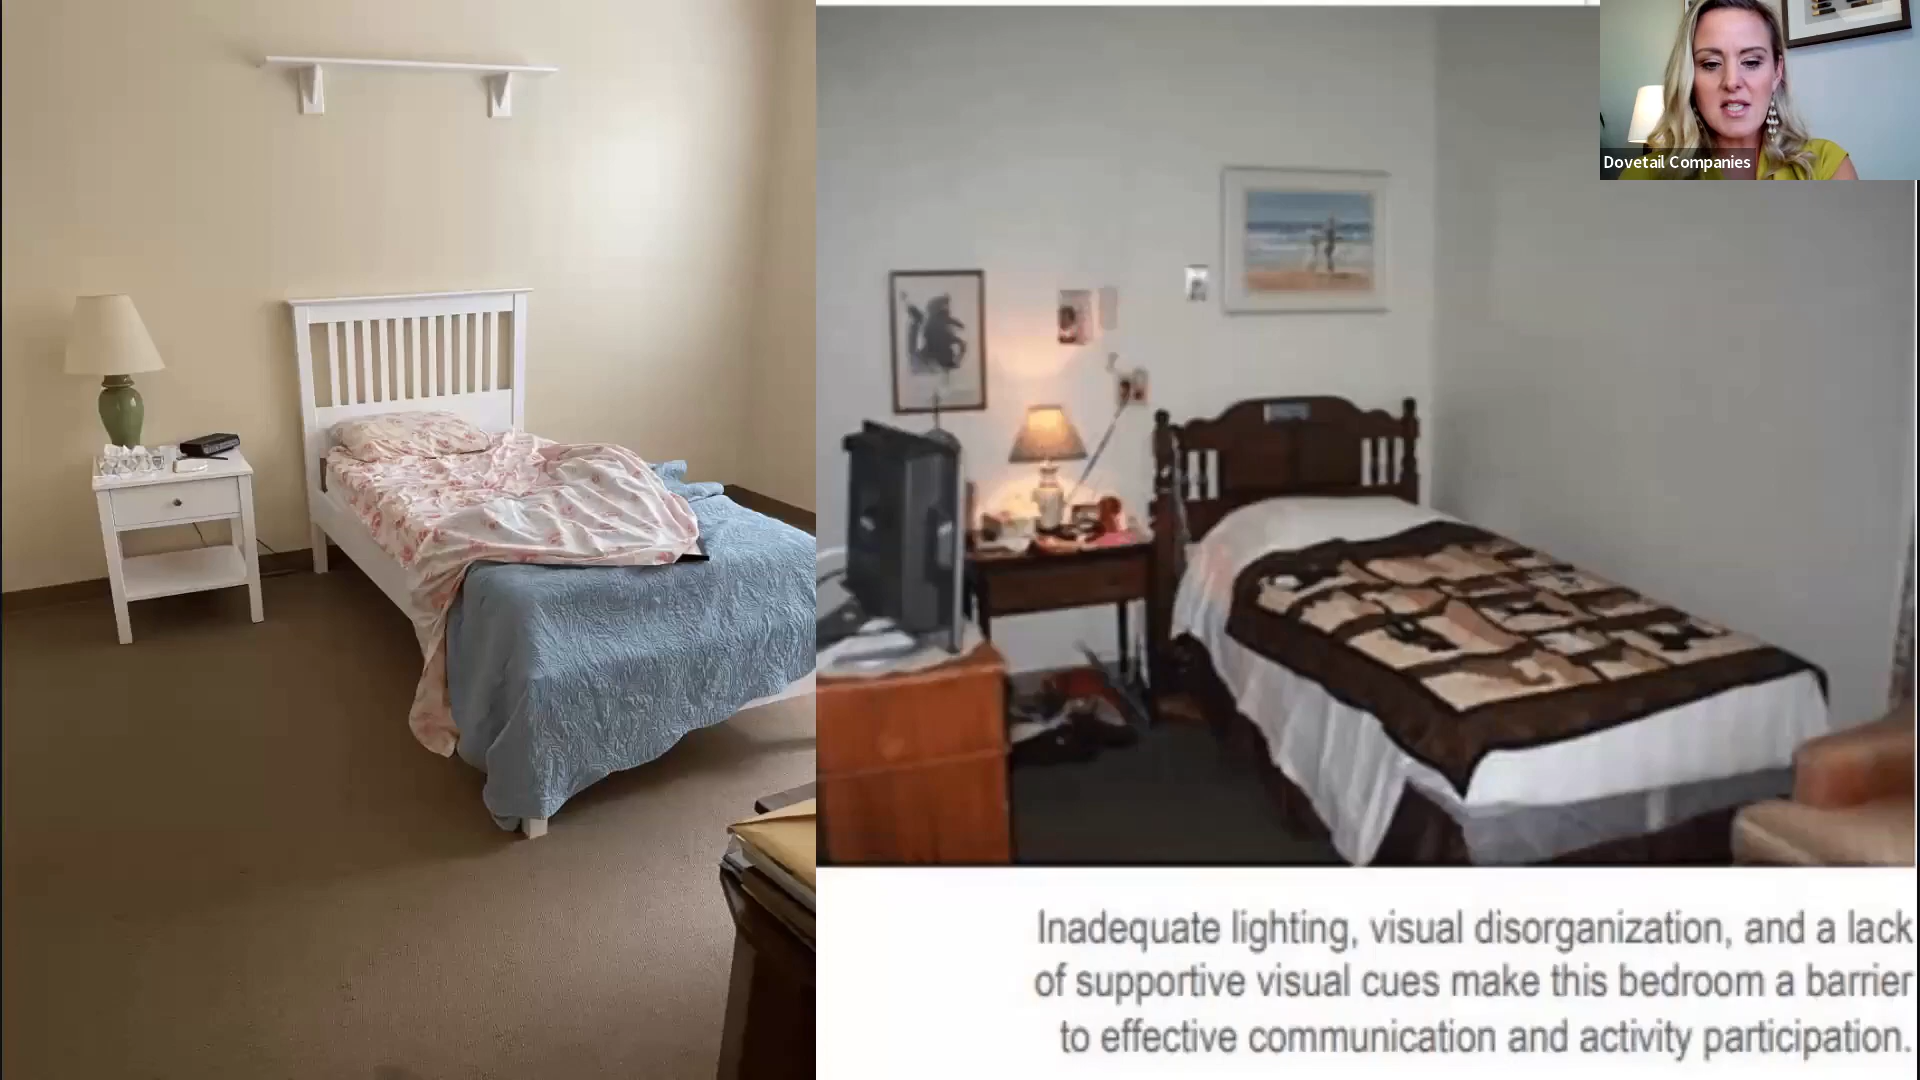 Dovetail Companies
Inadequate lighting, visual disorganization, and a lack
of supportive visual cues make this bedroom a barrier
to effective communication and activity participation.